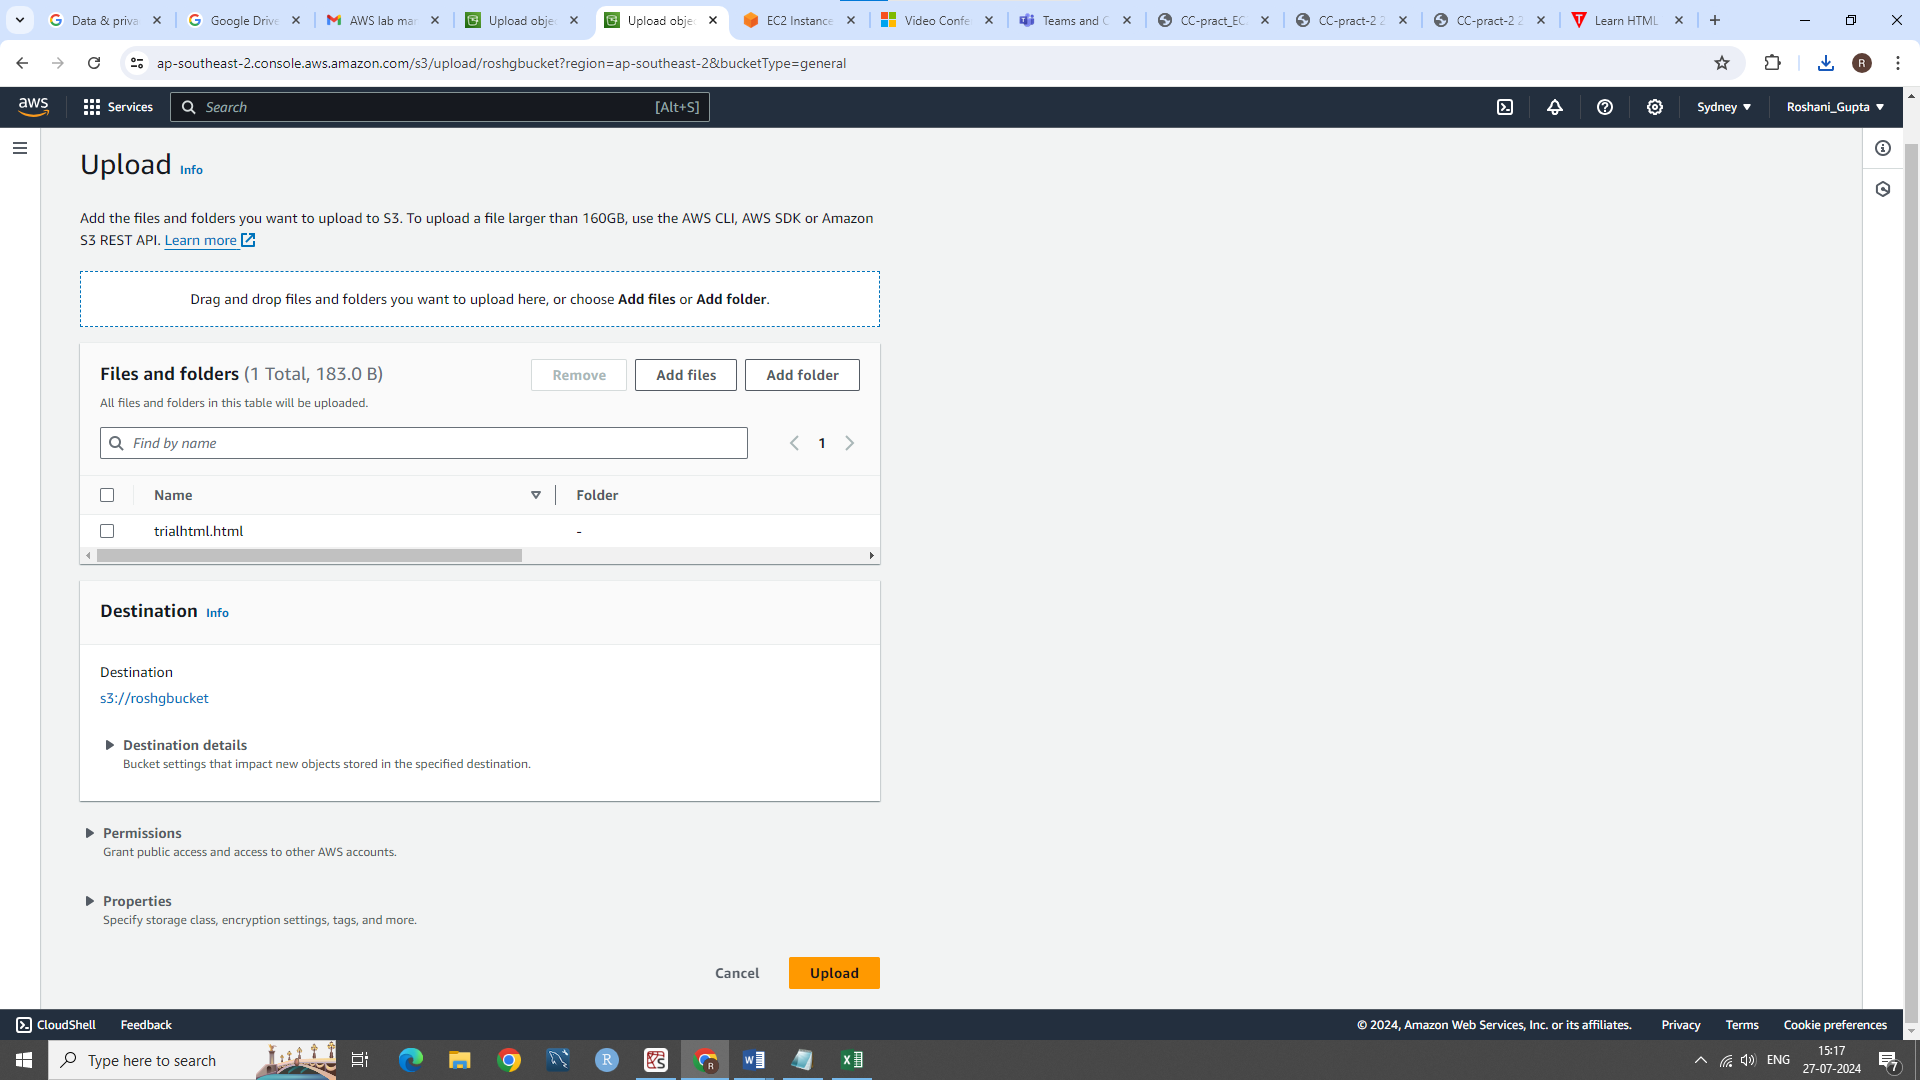 Data & priva
Google Drive
AWS lab mar
Upload obje
Upload obje
EC2 Instance
Video Confe
Teams and C
CC-pract_EC
CC-pract-2 2
CC-pract-2 2
Learn HTML
ap-southeast-2.console.aws.amazon.com/s3/upload/roshgbucket?region=ap-southeast-2&bucketType=general
R
aws
Services
Search
[Alt+S]
Sydney
Roshani_Gupta
Upload Info
Add the files and folders you want to upload to S3. To upload a file larger than 160GB, use the AWS CLI, AWS SDK or Amazon
S3 REST API. Learn more
Drag and drop files and folders you want to upload here, or choose Add files or Add folder.
Files and folders (1 Total, 183.0 B)
Remove
Add files
Add folder
All files and folders in this table will be uploaded.
Find by name
1
Name
Folder
trialhtml.html
-
Destination Info
Destination
s3://roshgbucket
Destination details
Bucket settings that impact new objects stored in the specified destination.
Permissions
Grant public access and access to other AWS accounts.
Properties
Specify storage class, encryption settings, tags, and more.
Cancel
Upload
CloudShell
Feedback
© 2024, Amazon Web Services, Inc. or its affiliates.
Privacy
Terms
Cookie preferences
Type here to search
ENG
15:17
27-07-2024
7